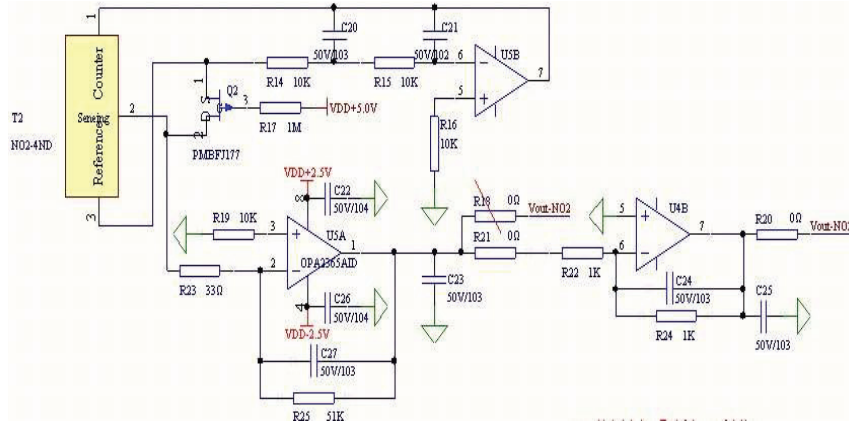 1
C20
50V/103
C21
50V/102
6
U5B
7
5
R14 10K
R15 10K
Counter
Sensing
Reference
T2
NO2-4ND
2
3
1
S
G
D
2
Q2
3
R17 1M
VDD+5.0V
PMBFJ177
R16
10K
VDD+2.5V
8
C22
50V/104
R19 10K
3
U5A
1
2
OPA2365AID
R23 33Ω
4
C26
50V/104
VDD-2.5V
C27
50V/103
R25 51K
C23
50V/103
R18 0Ω
Vout-NO2
R21 0Ω
R22 1K
5
U4B
7
6
R20 0Ω
Vout-NO2
C24
50V/103
R24 1K
C25
50V/103